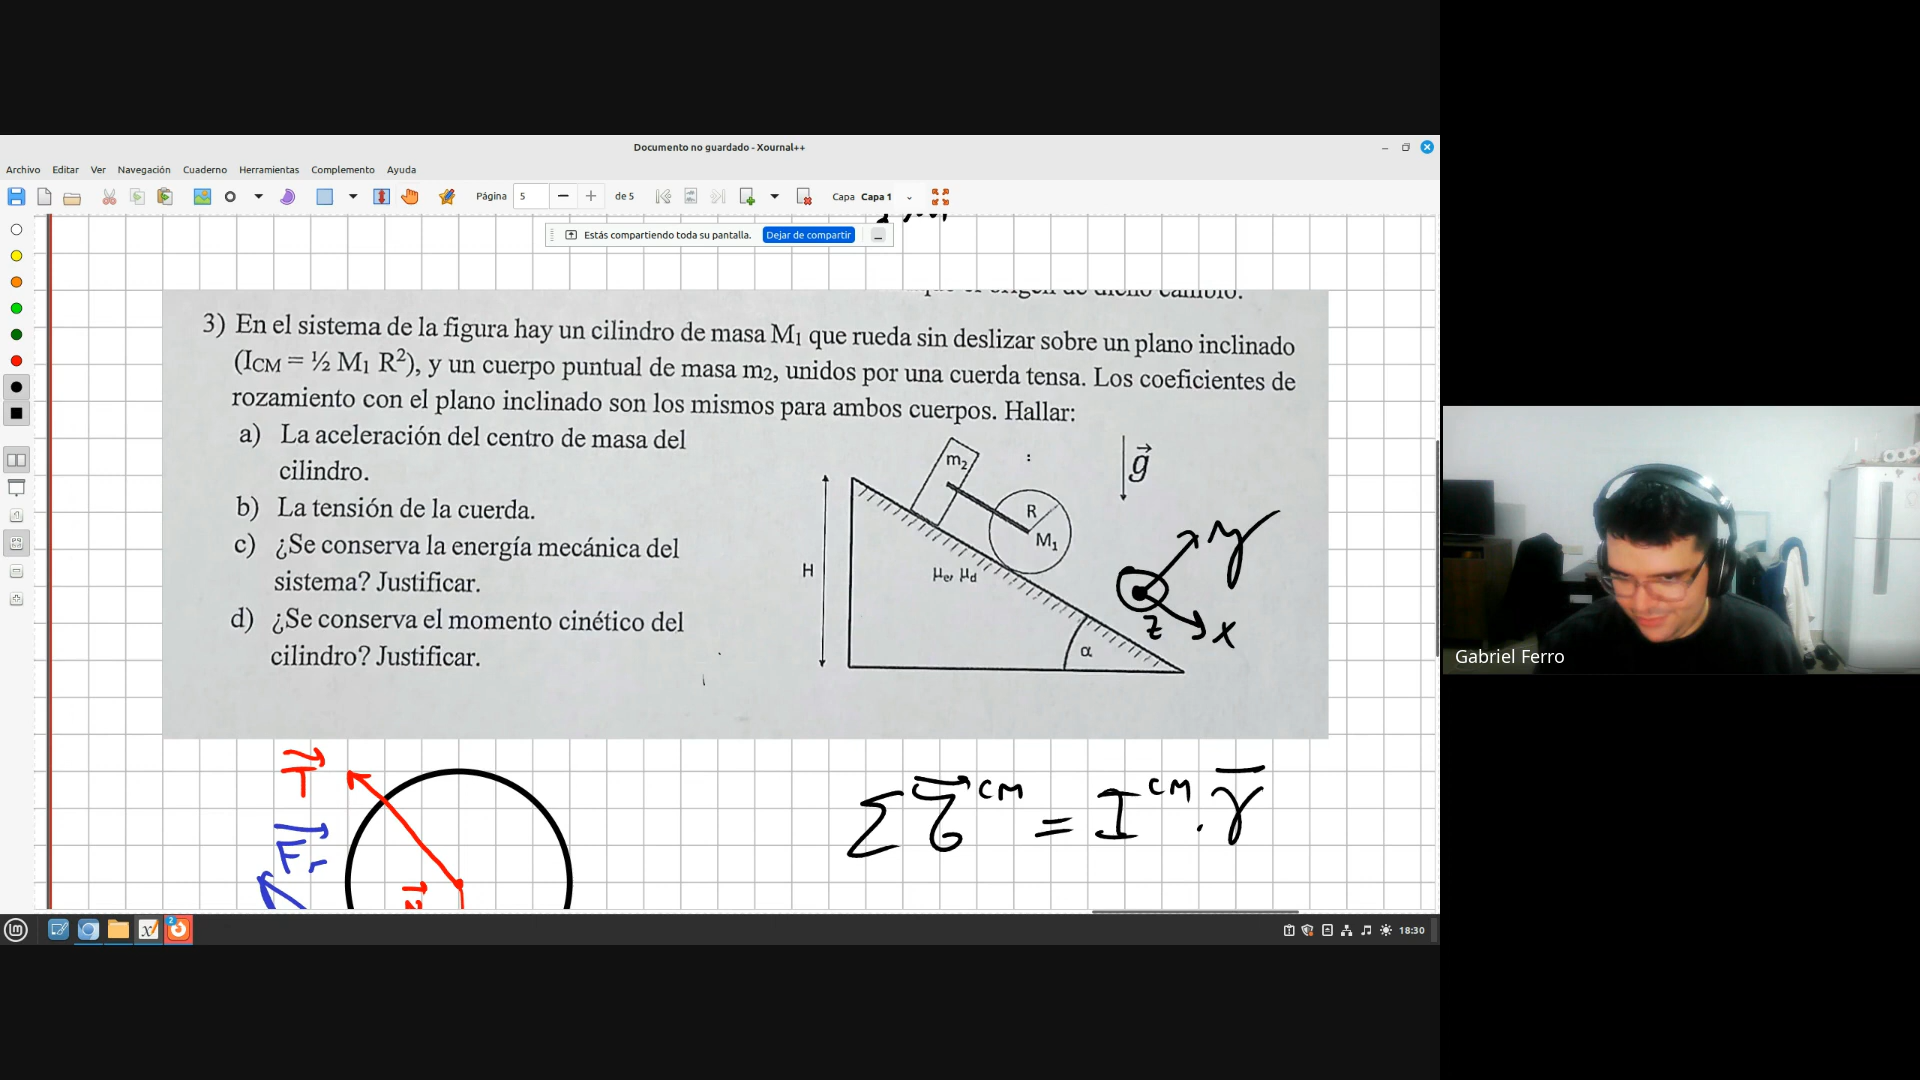 Documento no guardado - Xournal++
Archivo Editar Ver Navegación Cuaderno Herramientas Complemento Ayuda
Página 5 de 5 Capa Capa 1
Estás compartiendo toda su pantalla. Dejar de compartir
3) En el sistema de la figura hay un cilindro de masa M1 que rueda sin deslizar sobre un plano inclinado
(ICM = ½ M1 R²), y un cuerpo puntual de masa m2, unidos por una cuerda tensa. Los coeficientes de
rozamiento con el plano inclinado son los mismos para ambos cuerpos. Hallar:
a) La aceleración del centro de masa del
cilindro.
b) La tensión de la cuerda.
c) ¿Se conserva la energía mecánica del
sistema? Justificar.
d) ¿Se conserva el momento cinético del
cilindro? Justificar.
m2
R
M1
g
H
μe, μd
α
y
z
x
T
Fr
Σ τ CM = I CM . γ
Gabriel Ferro
2
18:30